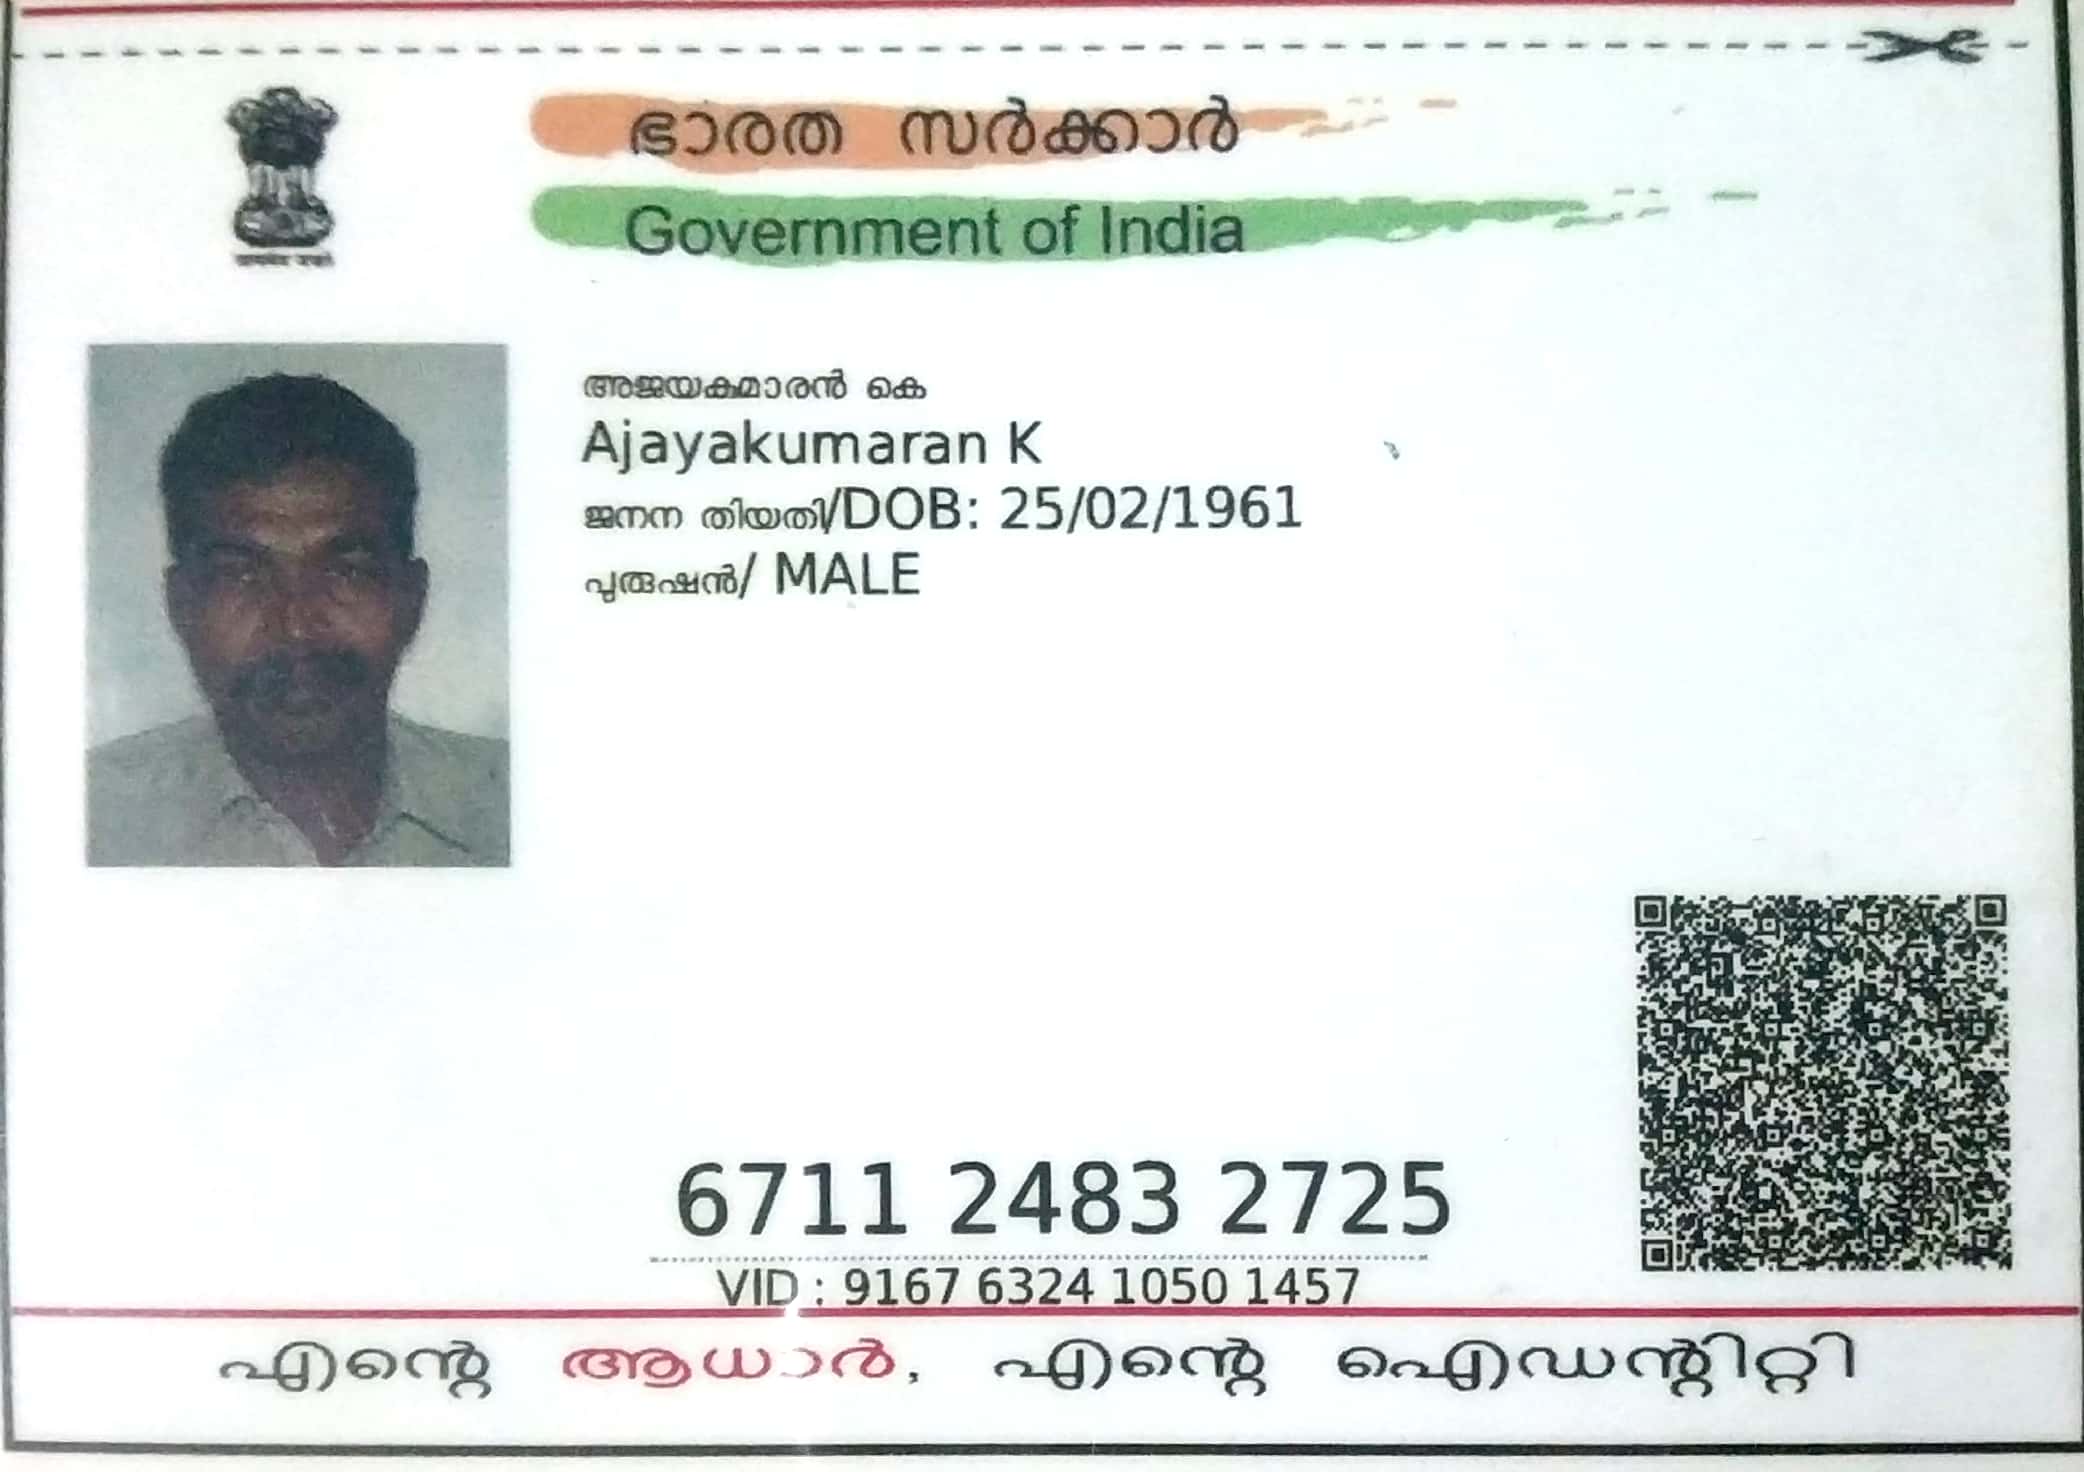 ഭാരത സർക്കാർ
Government of India
അജയകുമാരൻ കെ
Ajayakumaran K
ജനന തിയതി/DOB: 25/02/1961
പുരുഷൻ/ MALE
6711 2483 2725
VID : 9167 6324 1050 1457
എന്റെ ആധാർ, എന്റെ ഐഡന്റിറ്റി